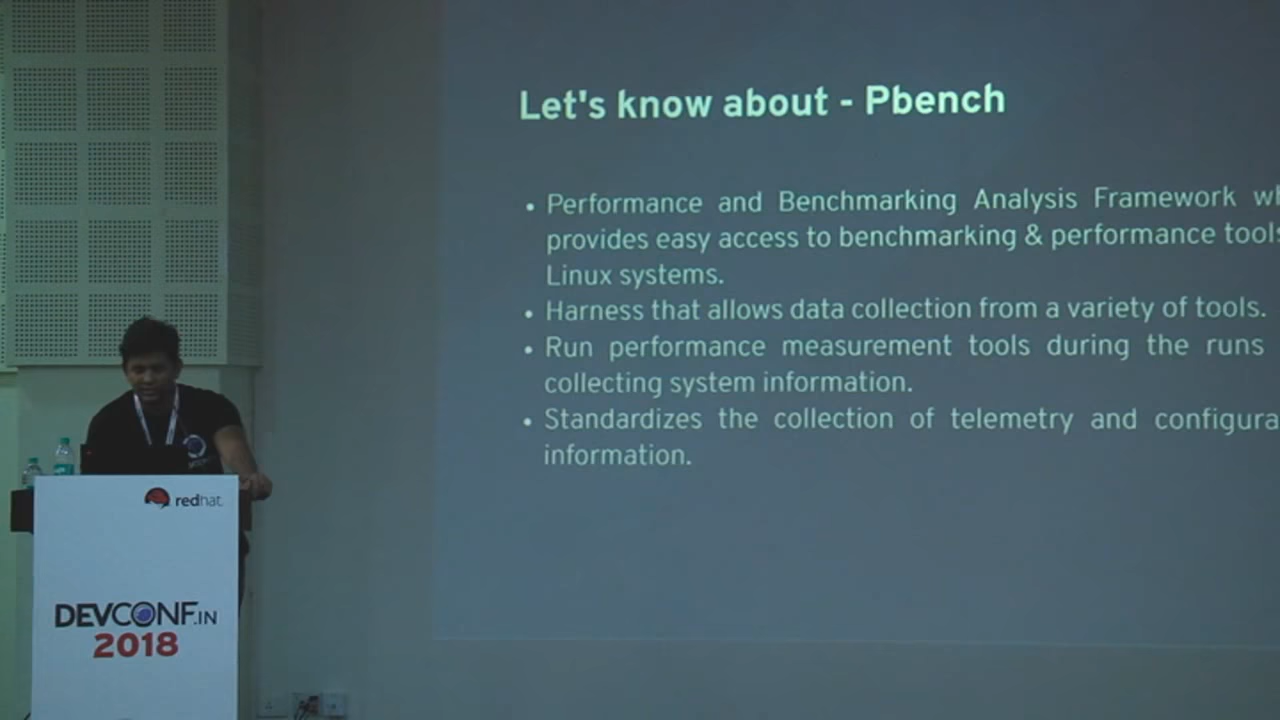 Let's know about - Pbench
• Performance and Benchmarking Analysis Framework
provides easy access to benchmarking & performance
Linux systems.
• Harness that allows data collection from a variety of tools.
• Run performance measurement tools during the runs
collecting system information.
• Standardizes the collection of telemetry and
information.
redhat.
DEVCONF.IN
2018